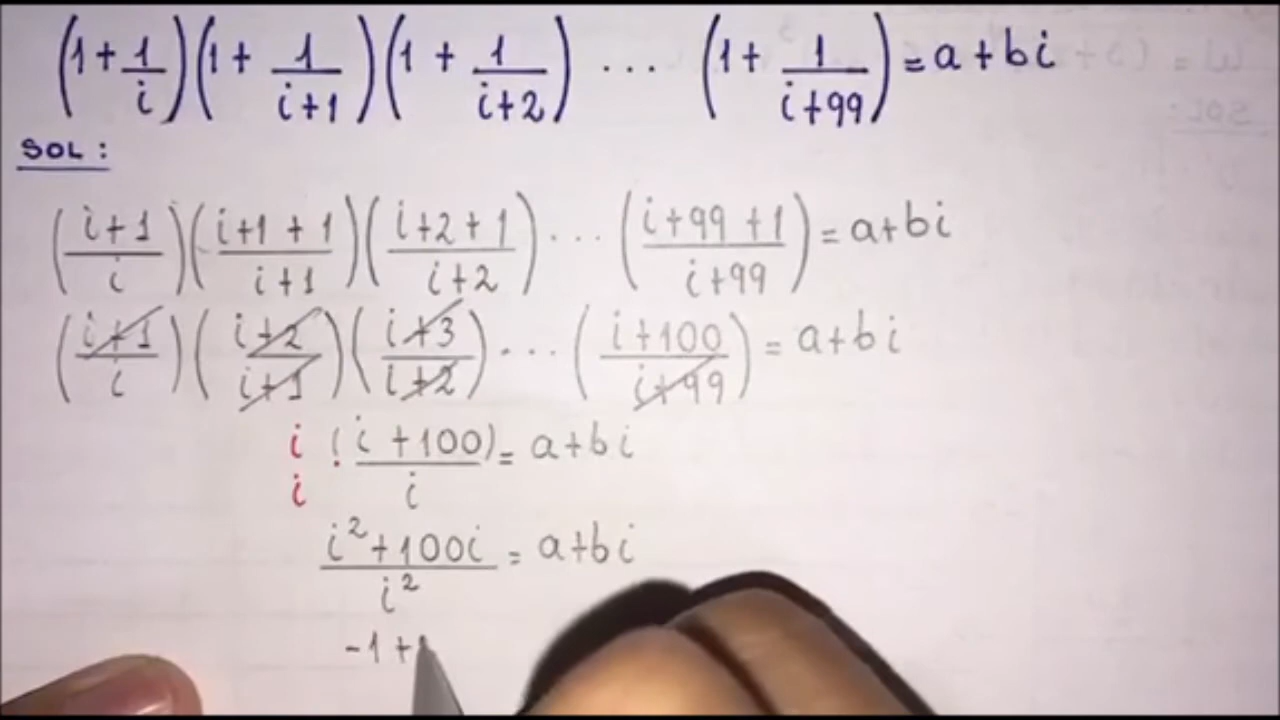 (1 + 1/i)(1 + 1/(i+1))(1 + 1/(i+2)) ... (1 + 1/(i+99)) = a + bi
SOL:
((i+1)/i)((i+1+1)/(i+1))((i+2+1)/(i+2)) ... ((i+99+1)/(i+99)) = a+bi
((i+1)/i)((i+2)/(i+1))((i+3)/(i+2)) ... ((i+100)/(i+99)) = a+bi
i/i (i+100)/i = a+bi
(i²+100i)/i² = a+bi
-1 +